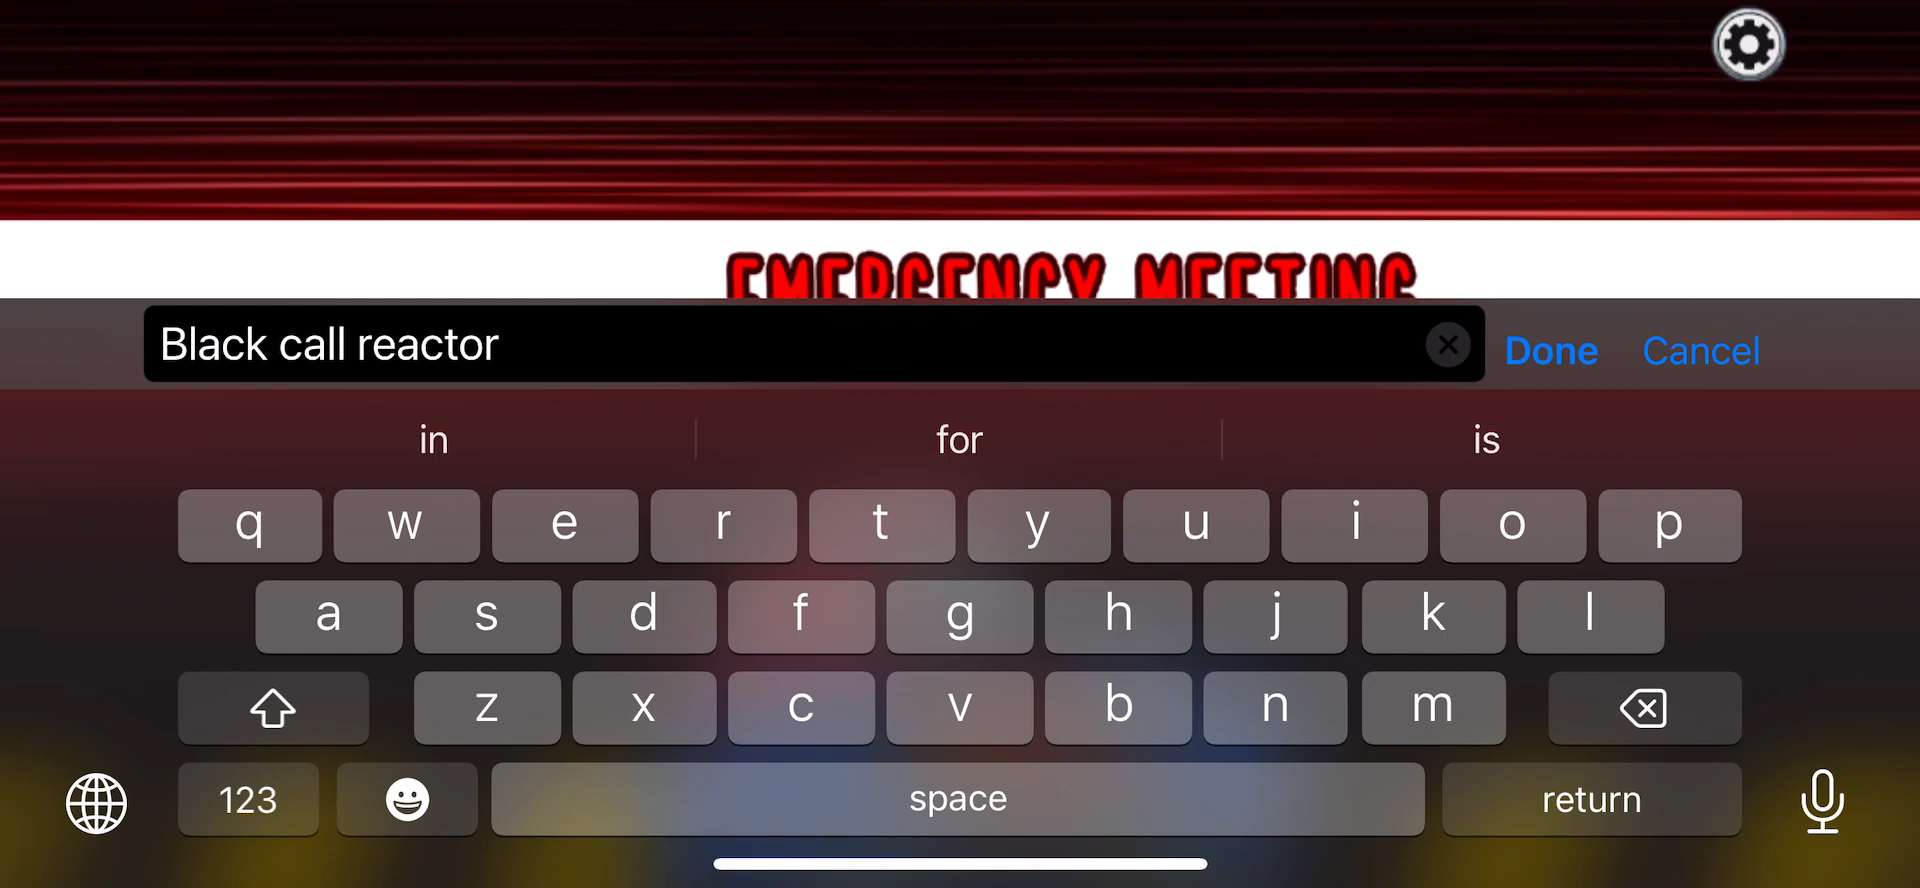 EMERGENCY MEETING
Black call reactor
Done Cancel
in for is
q w e r t y u i o p
a s d f g h j k l
z x c v b n m
123 space return